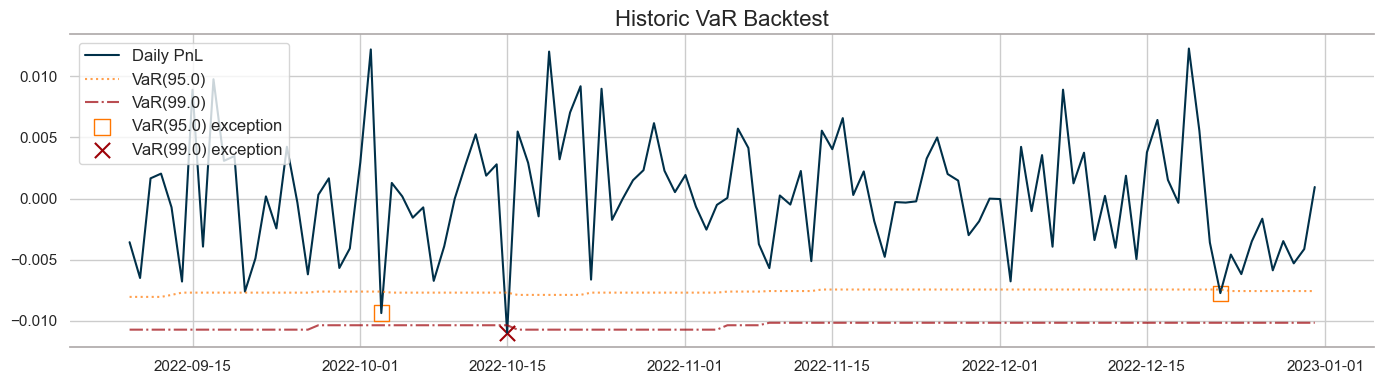 Historic VaR Backtest
Daily PnL
VaR(95.0)
VaR(99.0)
VaR(95.0) exception
VaR(99.0) exception
0.010
0.005
0.000
−0.005
−0.010
2022-09-15
2022-10-01
2022-10-15
2022-11-01
2022-11-15
2022-12-01
2022-12-15
2023-01-01